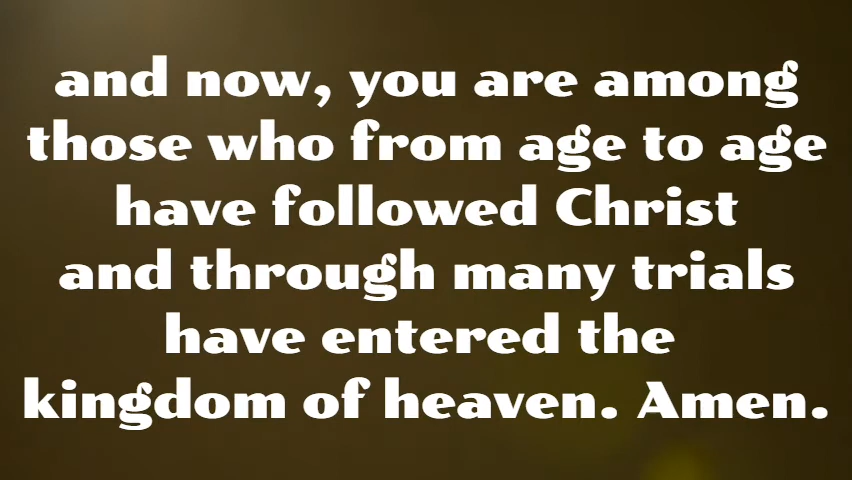 and now, you are among
those who from age to age
have followed Christ
and through many trials
have entered the
kingdom of heaven. Amen.